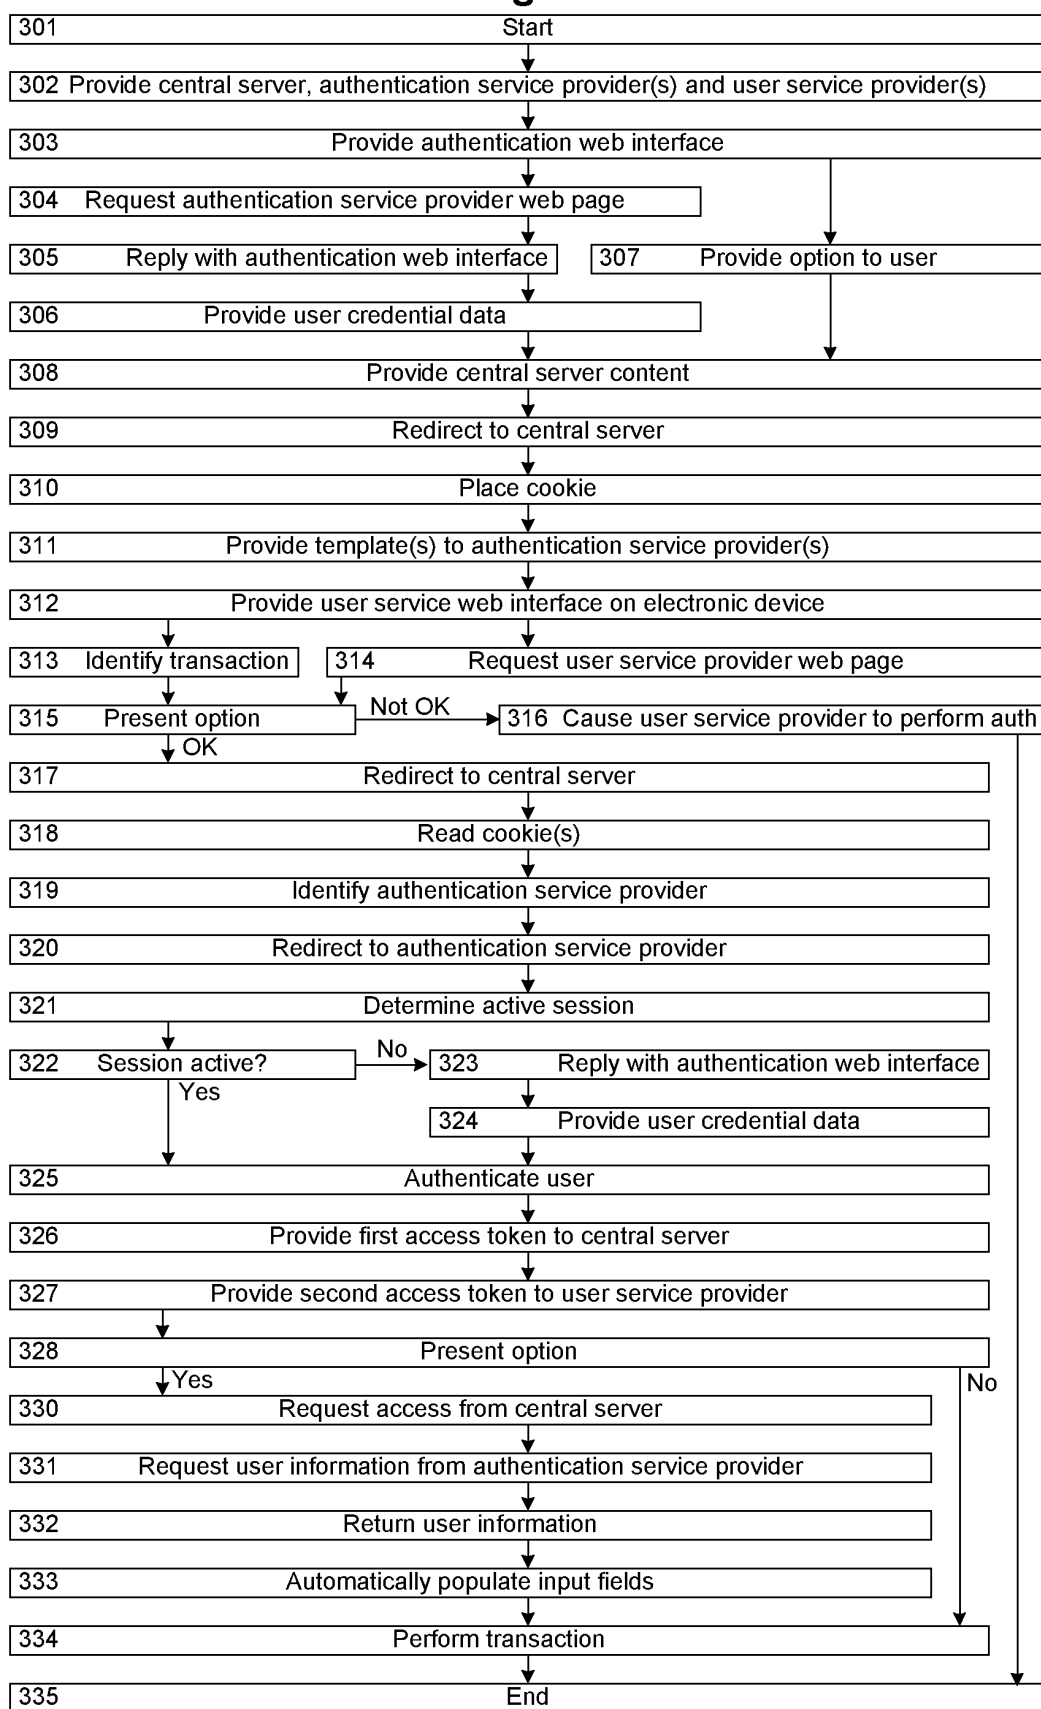 301 Start
302 Provide central server, authentication service provider(s) and user service provider(s)
303 Provide authentication web interface
304 Request authentication service provider web page
305 Reply with authentication web interface
307 Provide option to user
306 Provide user credential data
308 Provide central server content
309 Redirect to central server
310 Place cookie
311 Provide template(s) to authentication service provider(s)
312 Provide user service web interface on electronic device
313 Identify transaction
314 Request user service provider web page
315 Present option
Not OK
316 Cause user service provider to perform auth
OK
317 Redirect to central server
318 Read cookie(s)
319 Identify authentication service provider
320 Redirect to authentication service provider
321 Determine active session
322 Session active?
No
323 Reply with authentication web interface
Yes
324 Provide user credential data
325 Authenticate user
326 Provide first access token to central server
327 Provide second access token to user service provider
328 Present option
Yes
No
330 Request access from central server
331 Request user information from authentication service provider
332 Return user information
333 Automatically populate input fields
334 Perform transaction
335 End